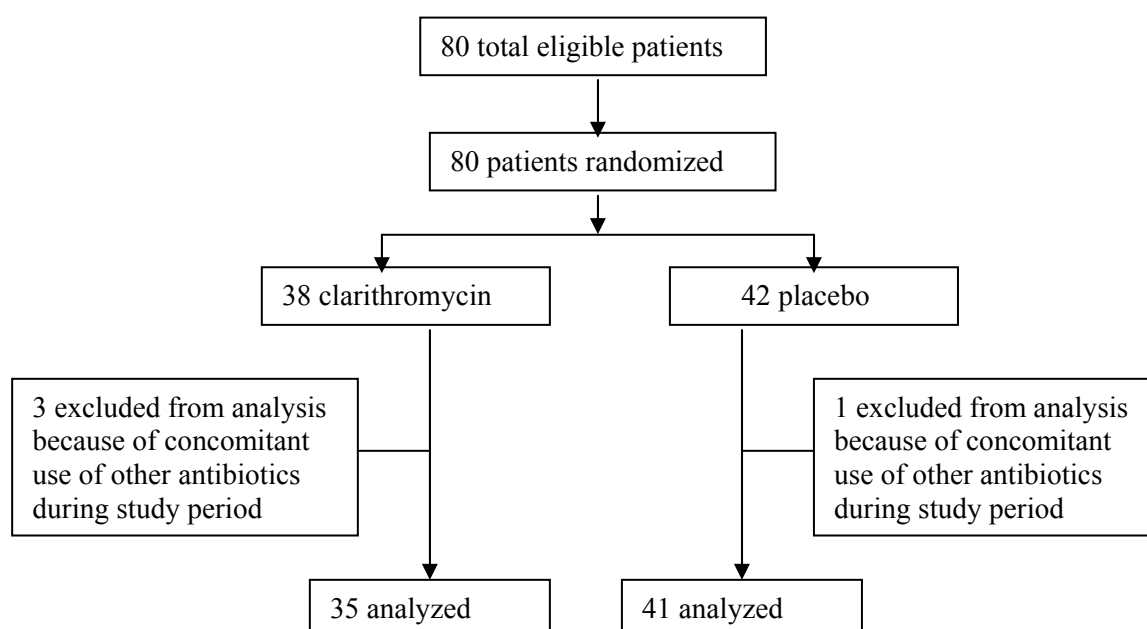 80 total eligible patients
80 patients randomized
38 clarithromycin
42 placebo
3 excluded from analysis
because of concomitant
use of other antibiotics
during study period
1 excluded from analysis
because of concomitant
use of other antibiotics
during study period
35 analyzed
41 analyzed